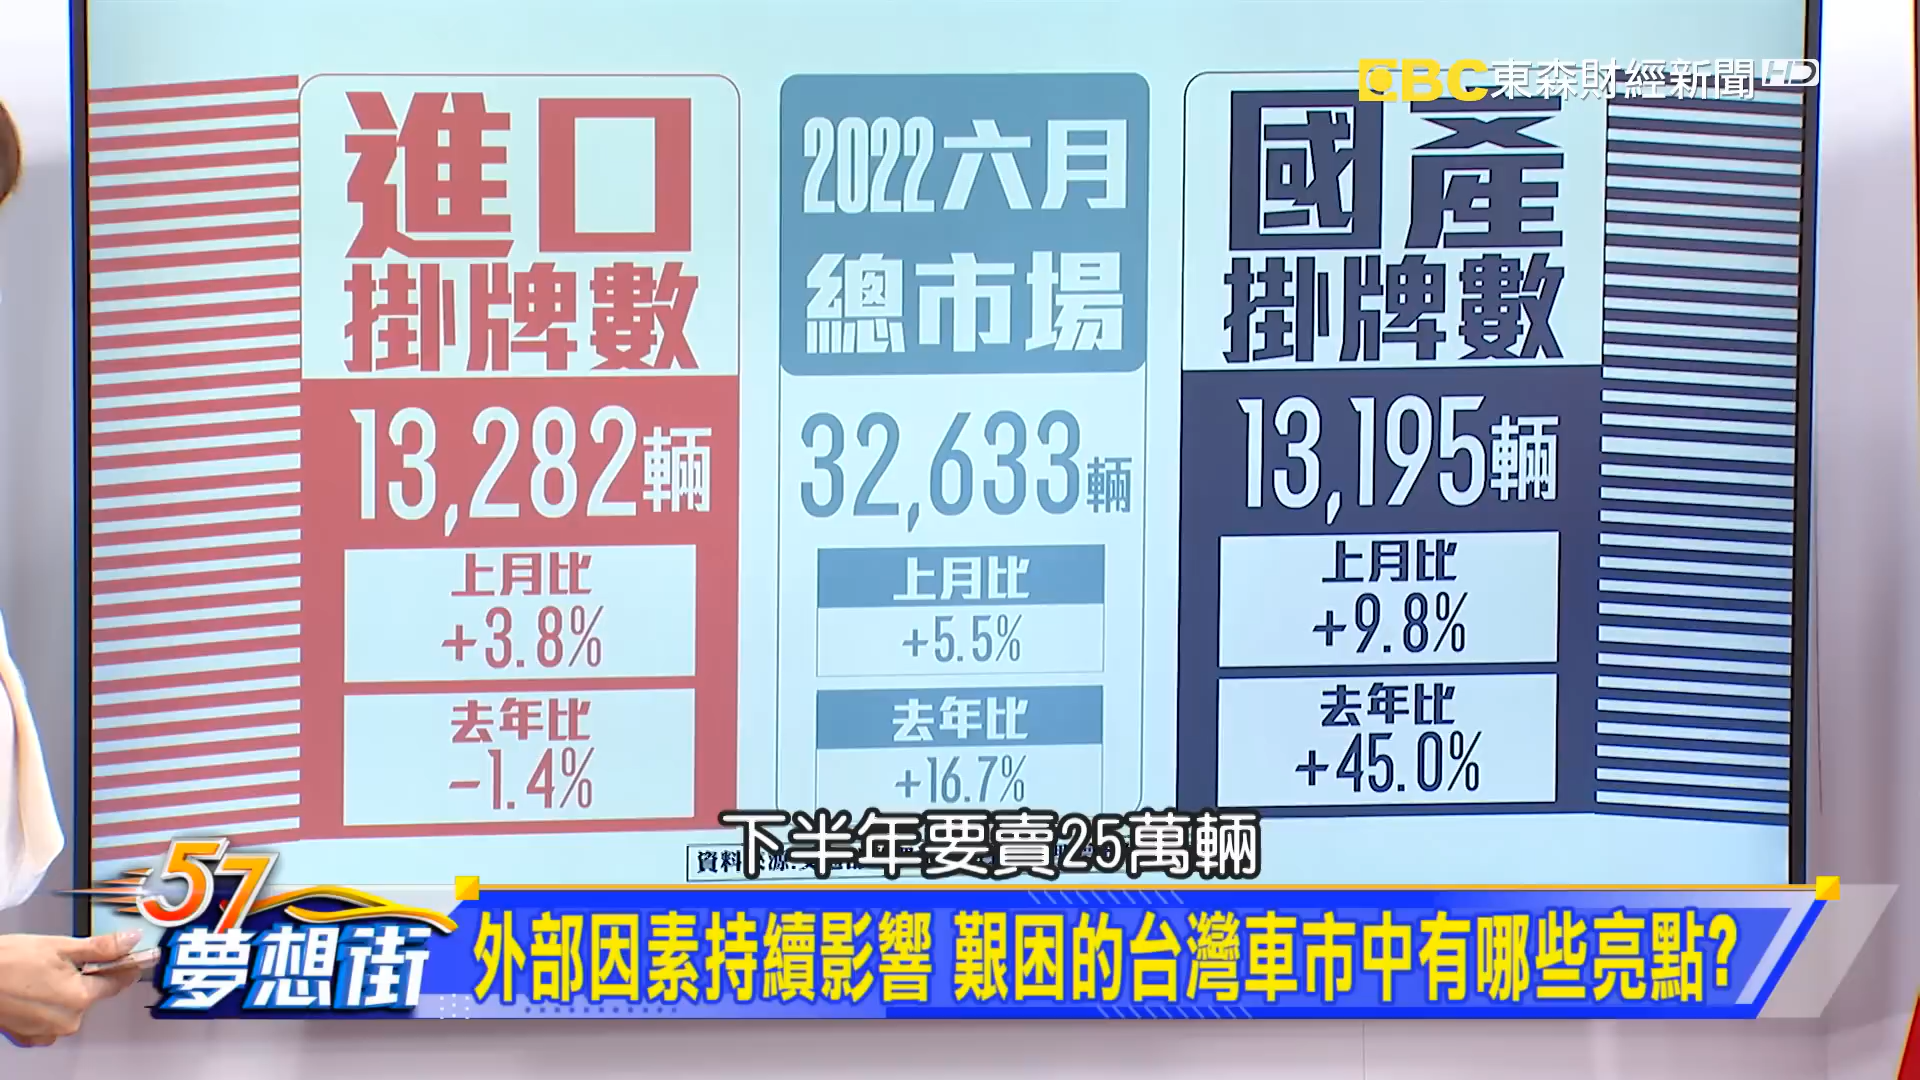 EBC 東森財經新聞 HD
進口
掛牌數
13,282輛
上月比
+3.8%
去年比
-1.4%
2022六月
總市場
32,633輛
上月比
+5.5%
去年比
+16.7%
國產
掛牌數
13,195輛
上月比
+9.8%
去年比
+45.0%
下半年要賣25萬輛
資料
57
夢想街
外部因素持續影響 艱困的台灣車市中有哪些亮點?